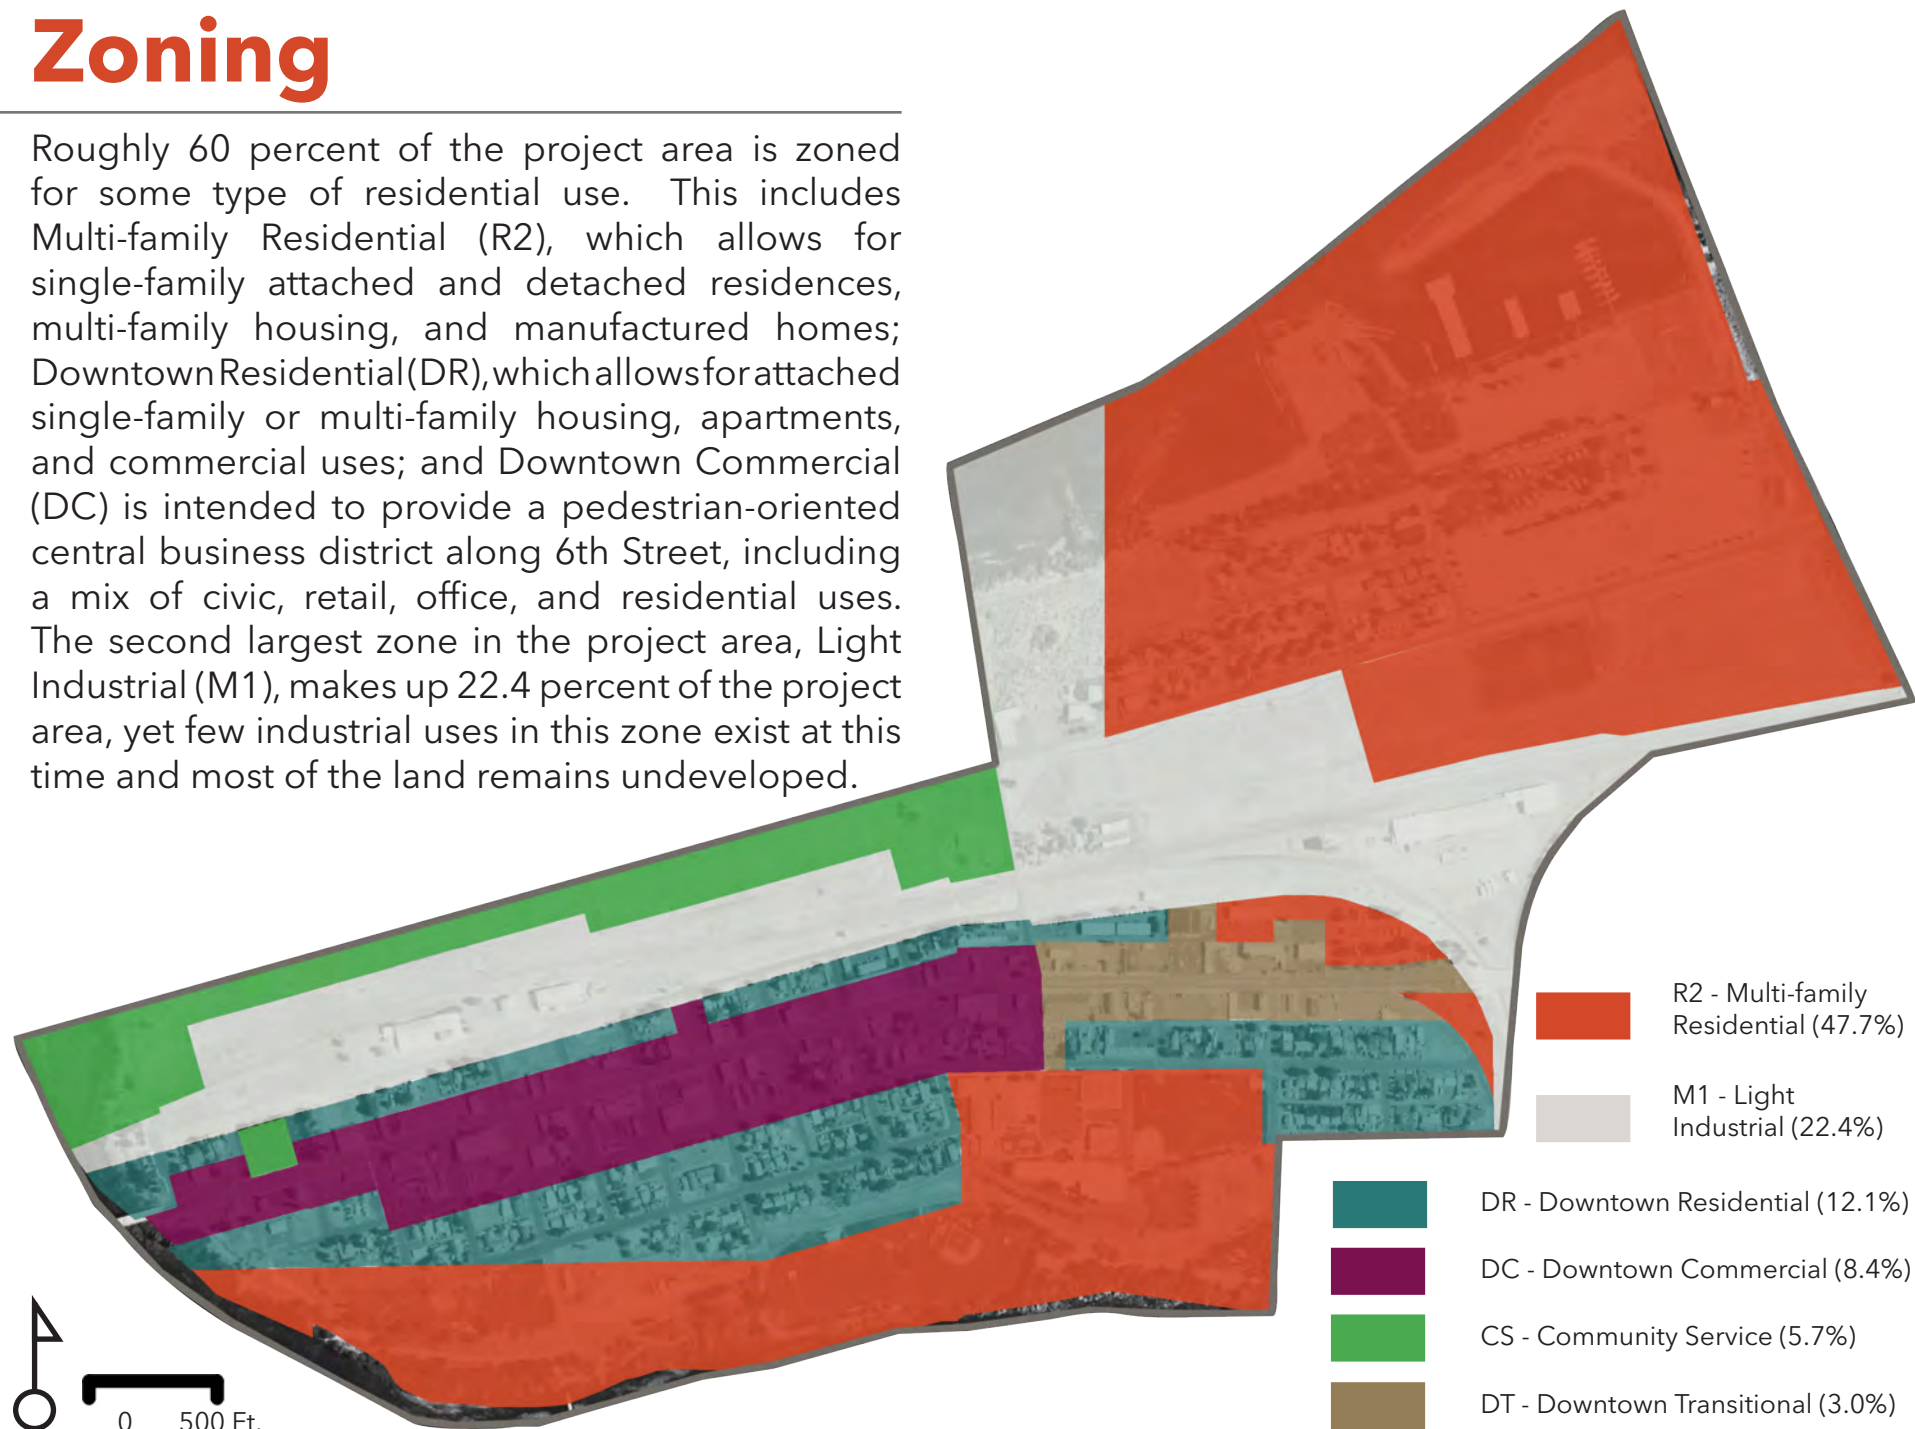 Zoning
Roughly 60 percent of the project area is zoned
for some type of residential use. This includes
Multi-family Residential (R2), which allows for
single-family attached and detached residences,
multi-family housing, and manufactured homes;
Downtown Residential (DR), which allows for attached
single-family or multi-family housing, apartments,
and commercial uses; and Downtown Commercial
(DC) is intended to provide a pedestrian-oriented
central business district along 6th Street, including
a mix of civic, retail, office, and residential uses.
The second largest zone in the project area, Light
Industrial (M1), makes up 22.4 percent of the project
area, yet few industrial uses in this zone exist at this
time and most of the land remains undeveloped.
R2 - Multi-family
Residential (47.7%)
M1 - Light
Industrial (22.4%)
DR - Downtown Residential (12.1%)
DC - Downtown Commercial (8.4%)
CS - Community Service (5.7%)
DT - Downtown Transitional (3.0%)
0 500 Ft.